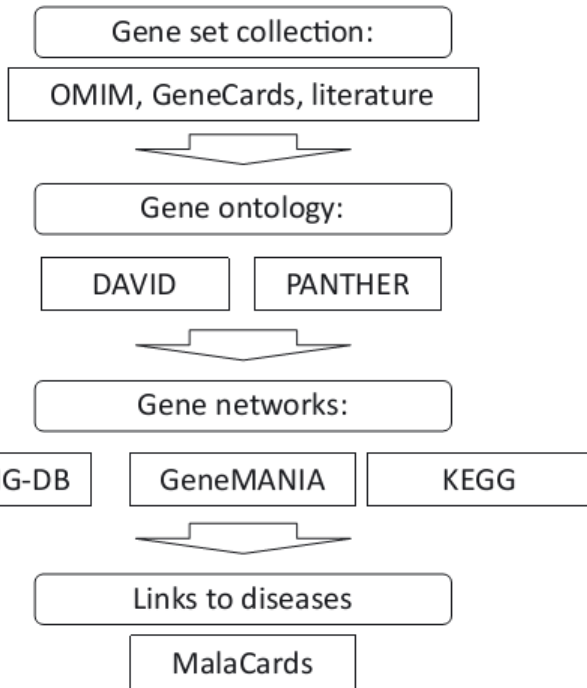 Gene set collection:
OMIM, GeneCards, literature
Gene ontology:
DAVID
PANTHER
Gene networks:
G-DB
GeneMANIA
KEGG
Links to diseases
MalaCards